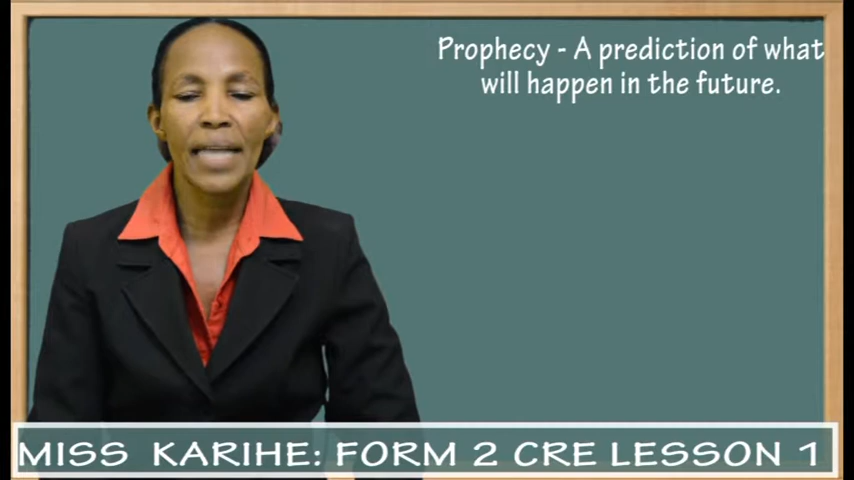 Prophecy - A prediction of what
will happen in the future.
MISS KARIHE: FORM 2 CRE LESSON 1